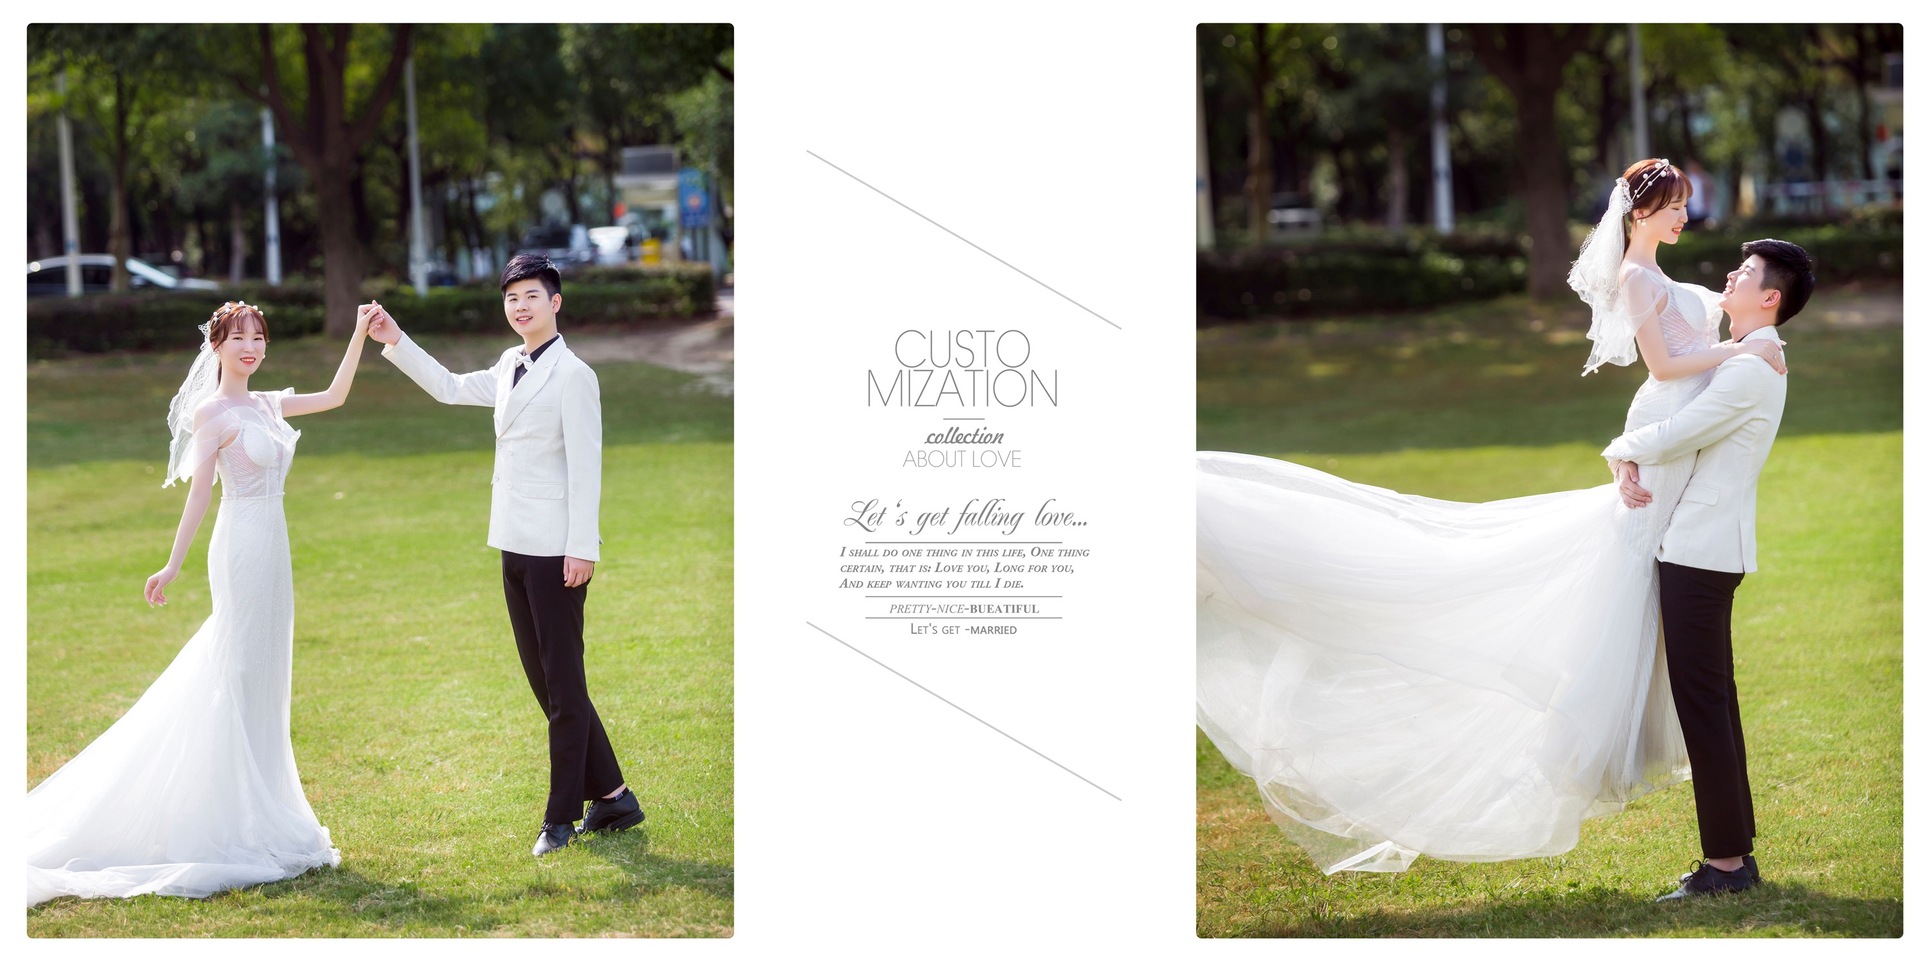 CUSTO
MIZATION
collection
ABOUT LOVE
Let 's get falling love...
I SHALL DO ONE THING IN THIS LIFE, ONE THING
CERTAIN, THAT IS: LOVE YOU, LONG FOR YOU,
AND KEEP WANTING YOU TILL I DIE.
PRETTY-NICE-BUEATIFUL
LET'S GET -MARRIED